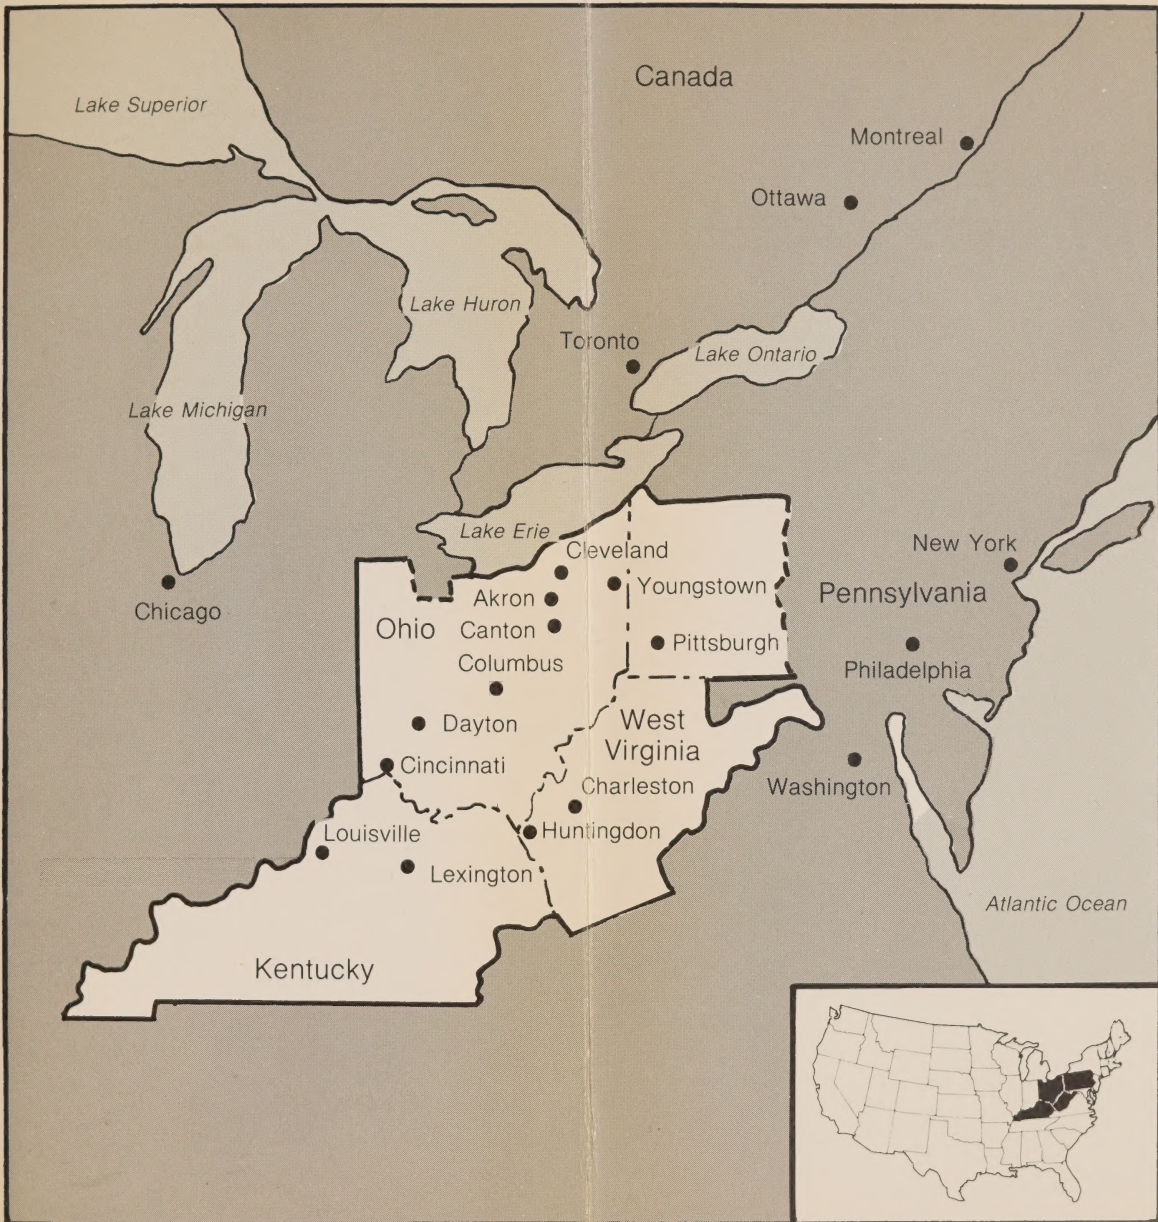 Canada
Lake Superior
Montreal
Ottawa
Lake Huron
Toronto
Lake Ontario
Lake Michigan
Lake Erie
Cleveland
New York
Youngstown
Akron
Pennsylvania
Chicago
Ohio
Canton
Pittsburgh
Columbus
Philadelphia
Dayton
West
Virginia
Cincinnati
Charleston
Washington
Louisville
Huntingdon
Lexington
Atlantic Ocean
Kentucky